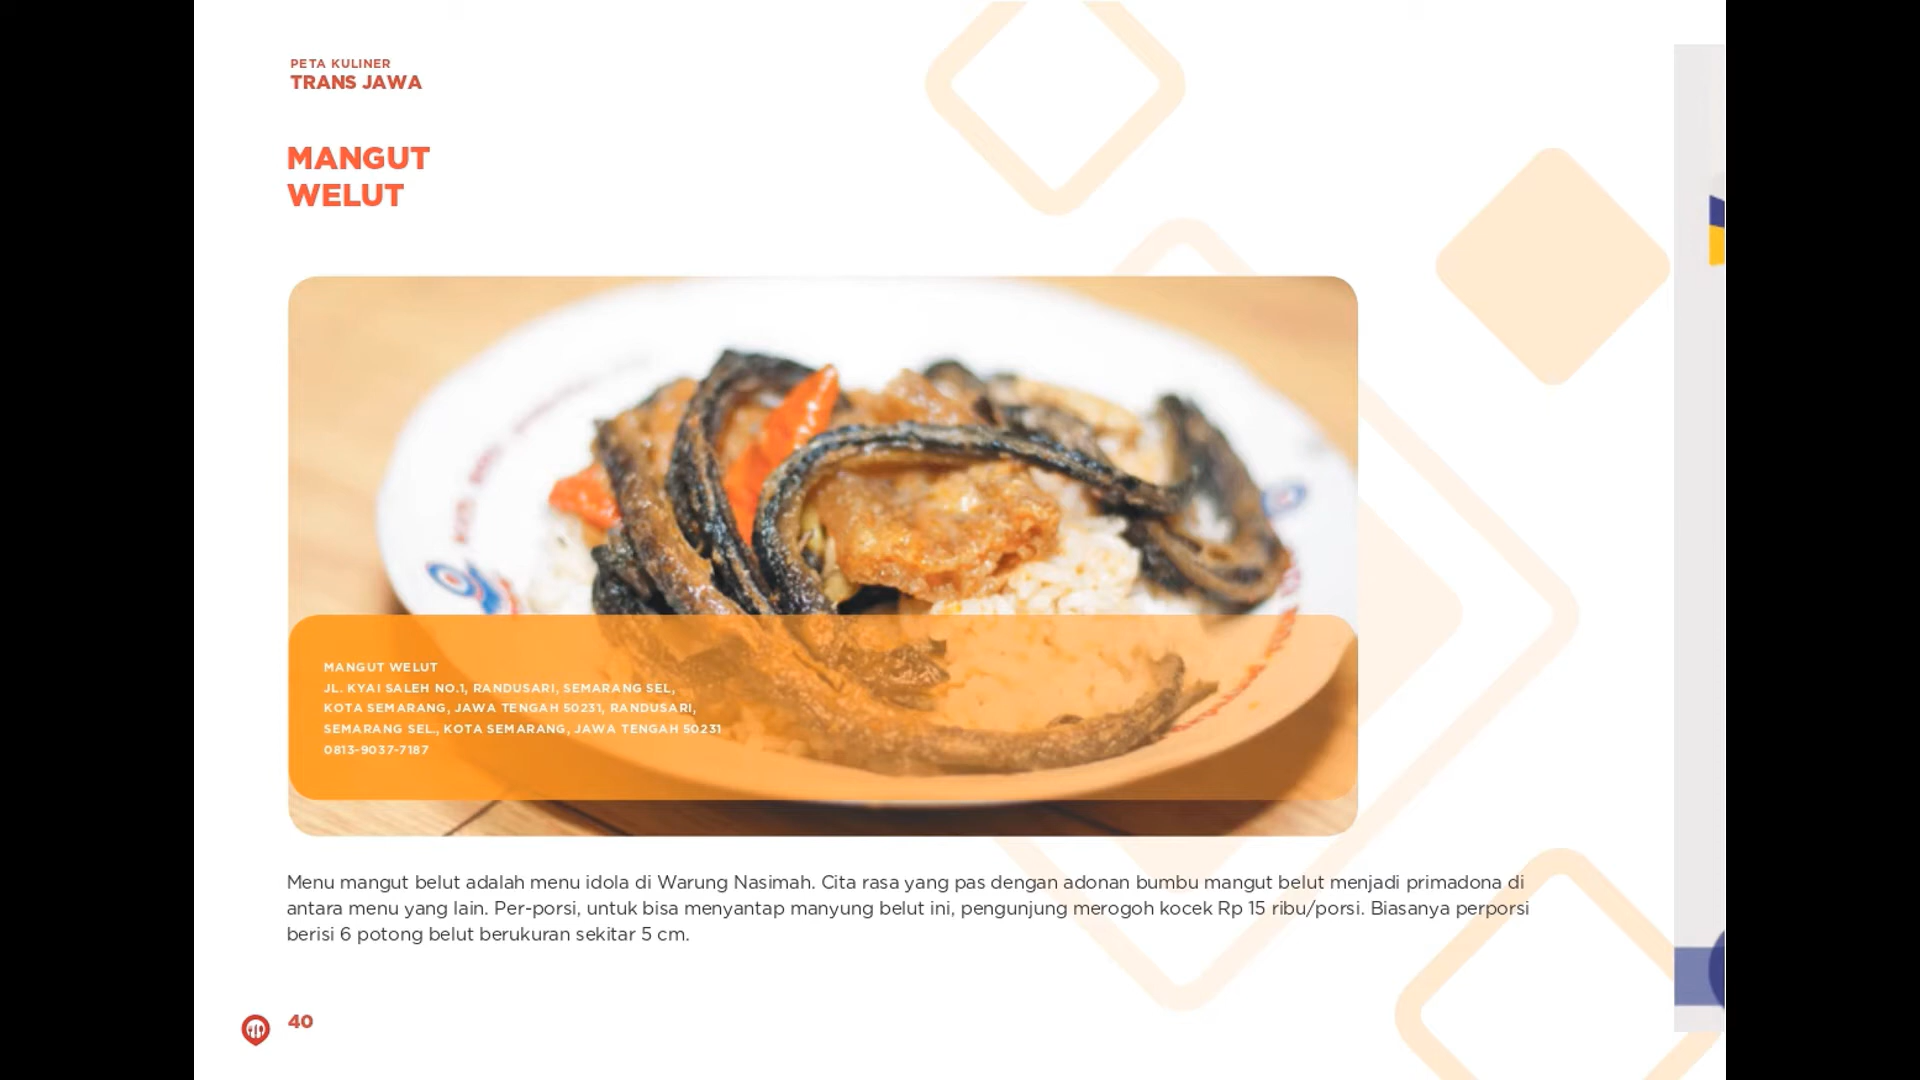 PETA KULINER
TRANS JAWA
MANGUT
WELUT
MANGUT WELUT
JL. KYAI SALEH NO.1, RANDUSARI, SEMARANG SEL,
KOTA SEMARANG, JAWA TENGAH 50231, RANDUSARI,
SEMARANG SEL., KOTA SEMARANG, JAWA TENGAH 50231
0813-9037-7187
Menu mangut belut adalah menu idola di Warung Nasimah. Cita rasa yang pas dengan adonan bumbu mangut belut menjadi primadona di
antara menu yang lain. Per-porsi, untuk bisa menyantap manyung belut ini, pengunjung merogoh kocek Rp 15 ribu/porsi. Biasanya perporsi
berisi 6 potong belut berukuran sekitar 5 cm.
40